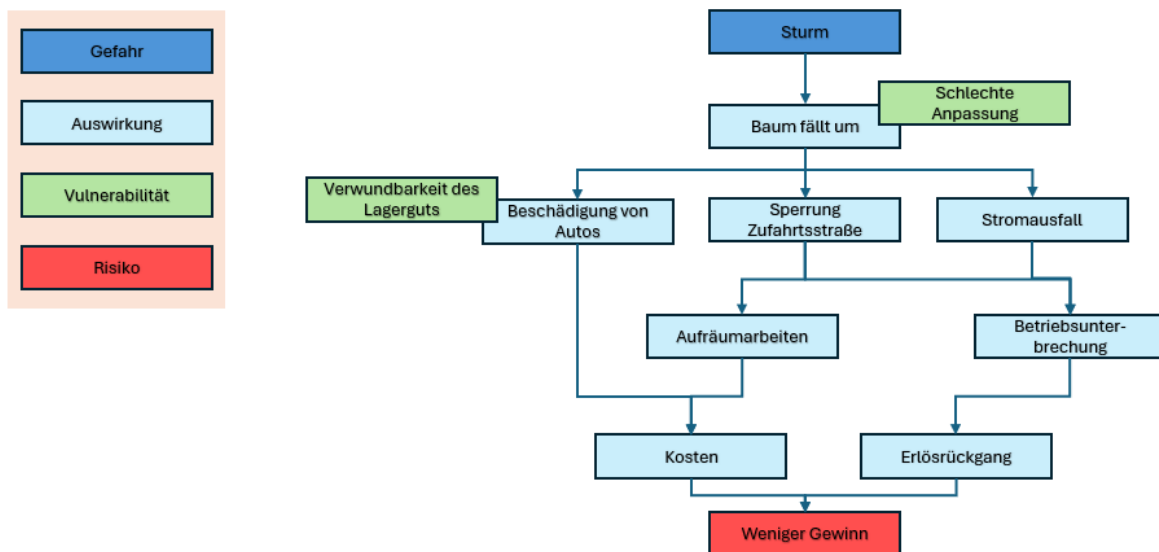 Gefahr
Auswirkung
Vulnerabilität
Risiko
Sturm
Schlechte
Anpassung
Baum fällt um
Verwundbarkeit des
Lagerguts
Beschädigung von
Autos
Sperrung
Zufahrtsstraße
Stromausfall
Aufräumarbeiten
Betriebsunter-
brechung
Kosten
Erlösrückgang
Weniger Gewinn